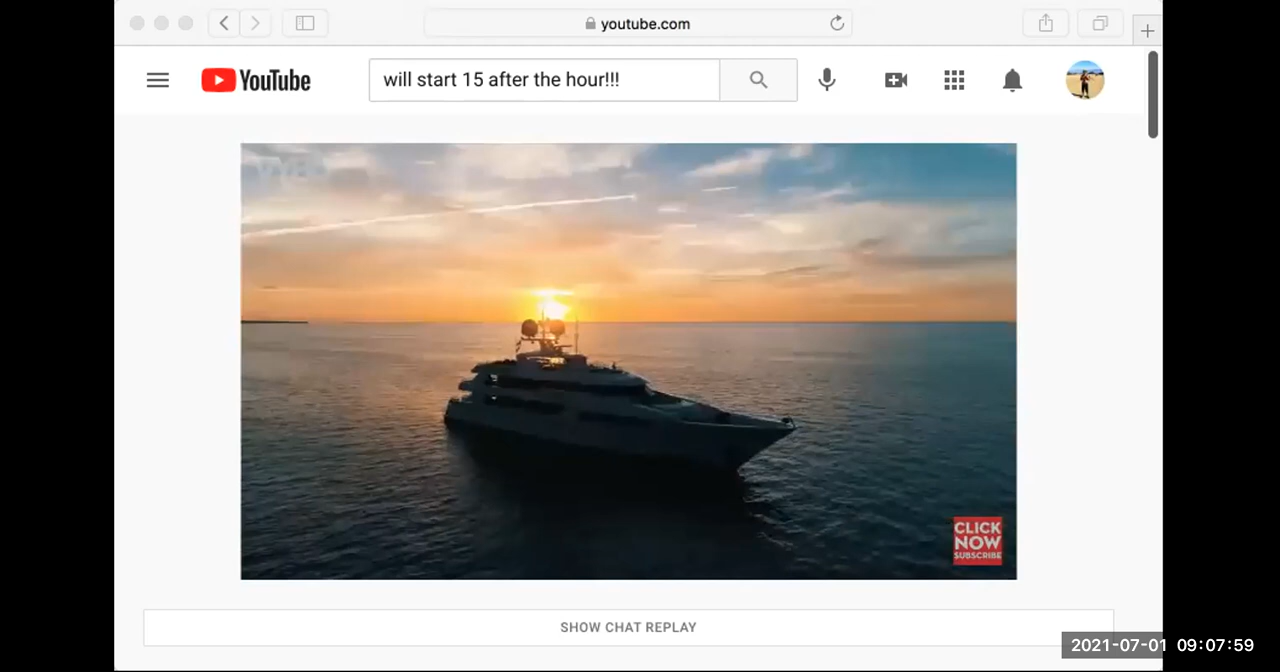 youtube.com
YouTube
will start 15 after the hour!!!
CLICK
NOW
SUBSCRIBE
SHOW CHAT REPLAY
2021-07-01 09:07:59